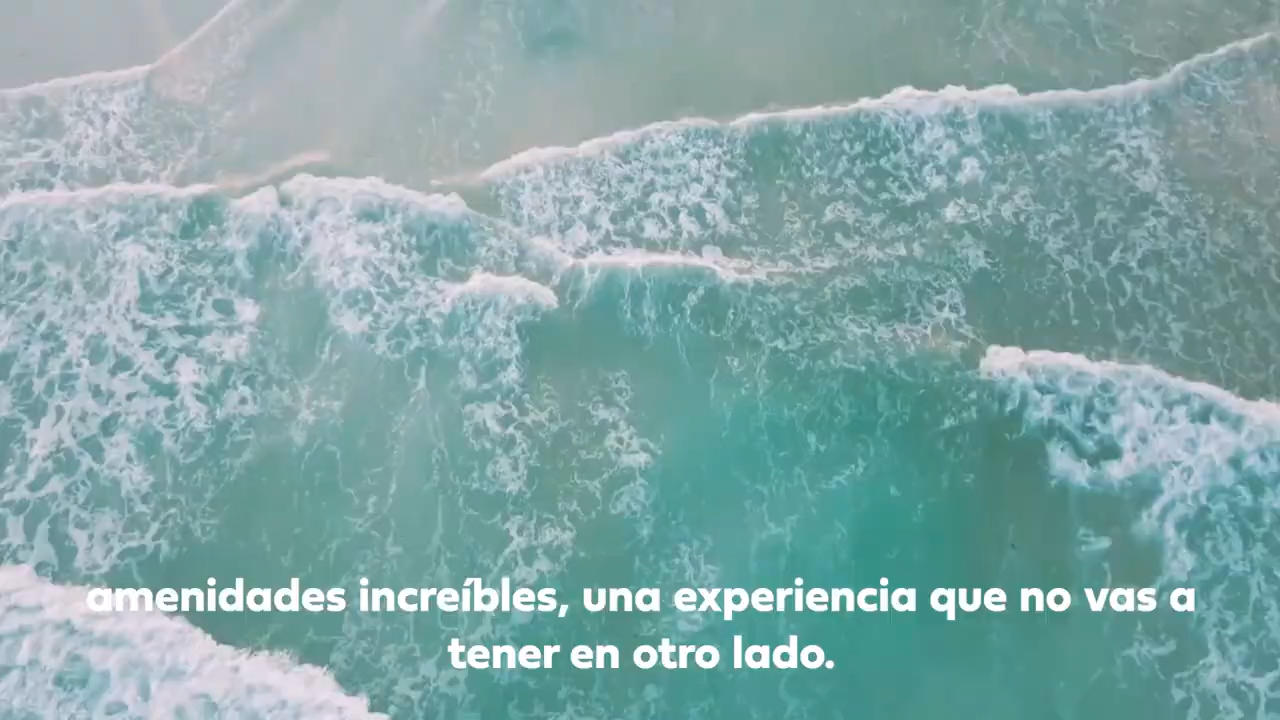 amenidades increíbles, una experiencia que no vas a
tener en otro lado.